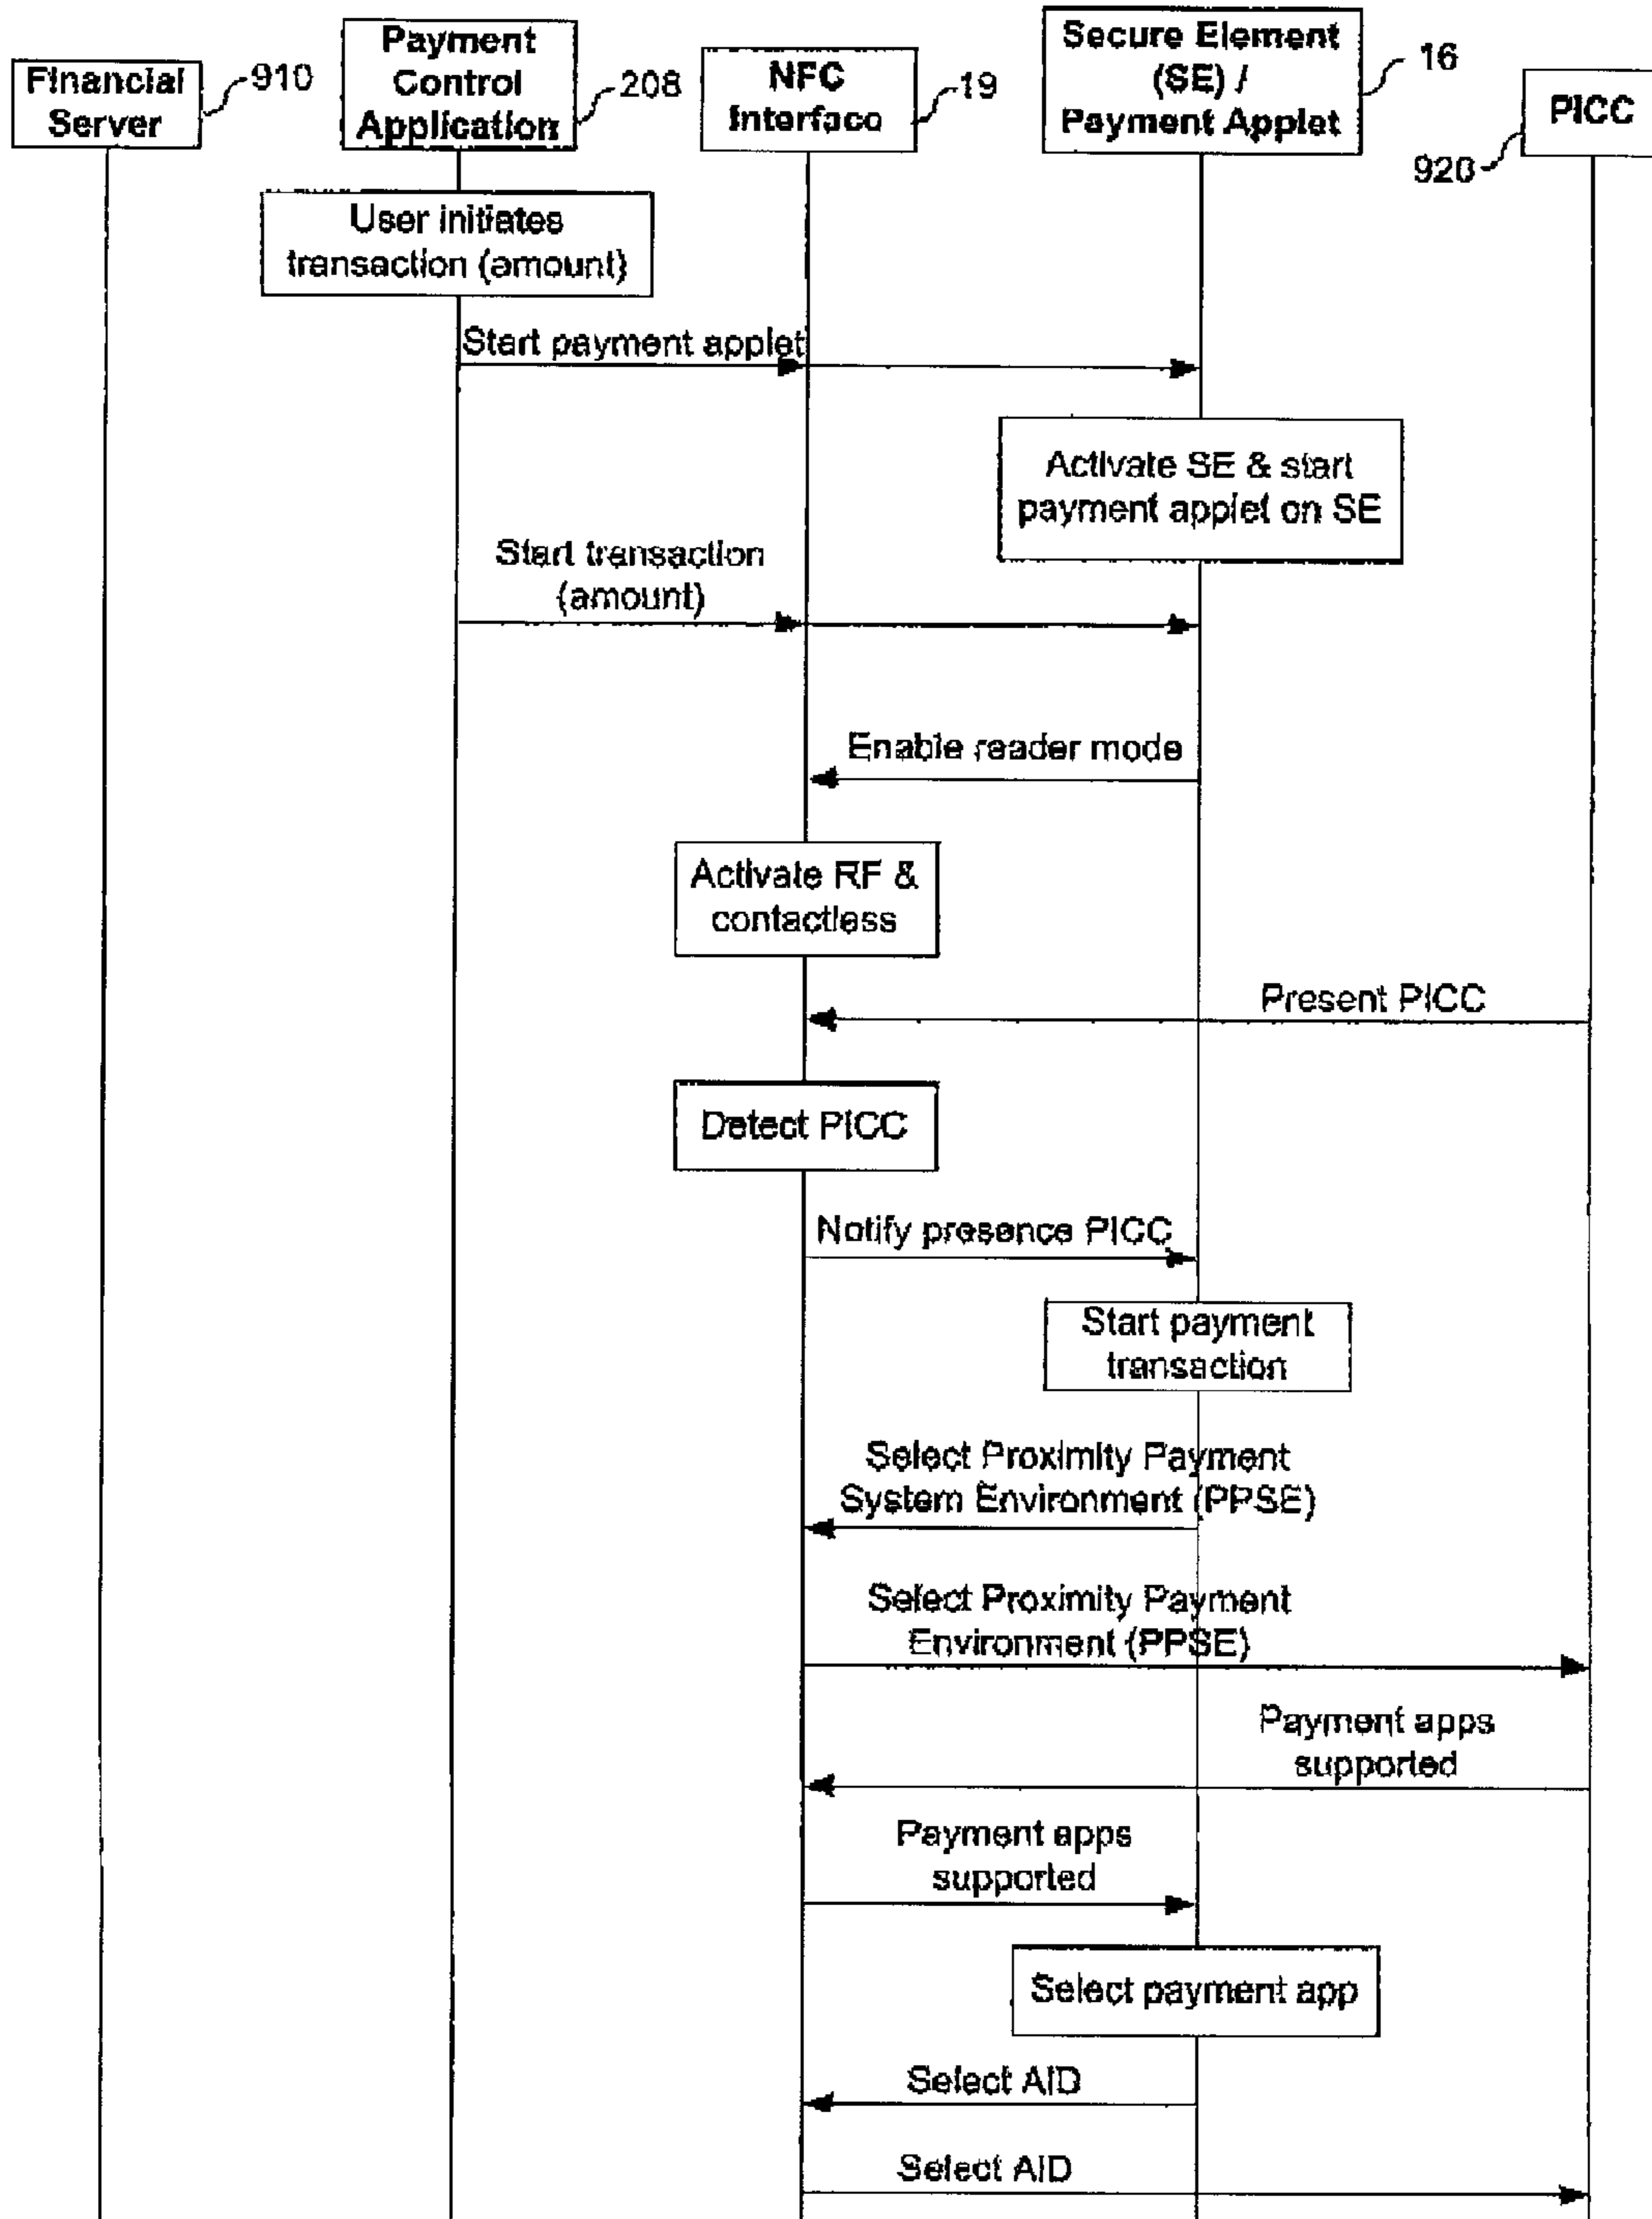 Financial
Server
910
Payment
Control
Application
208
NFC
Interface
19
Secure Element
(SE) /
Payment Applet
16
PICC
920
User initiates
transaction (amount)
Start payment applet
Activate SE & start
payment applet on SE
Start transaction
(amount)
Enable reader mode
Activate RF &
contactless
Present PICC
Detect PICC
Notify presence PICC
Start payment
transaction
Select Proximity Payment
System Environment (PPSE)
Select Proximity Payment
Environment (PPSE)
Payment apps
supported
Payment apps
supported
Select payment app
Select AID
Select AID